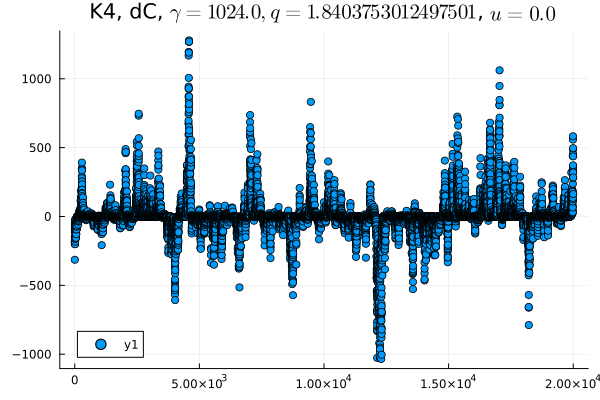 K4, dC, γ = 1024.0, q = 1.8403753012497501, u = 0.0
1000
500
0
−500
−1000
y1
0 5.00×10³ 1.00×10⁴ 1.50×10⁴ 2.00×10⁴